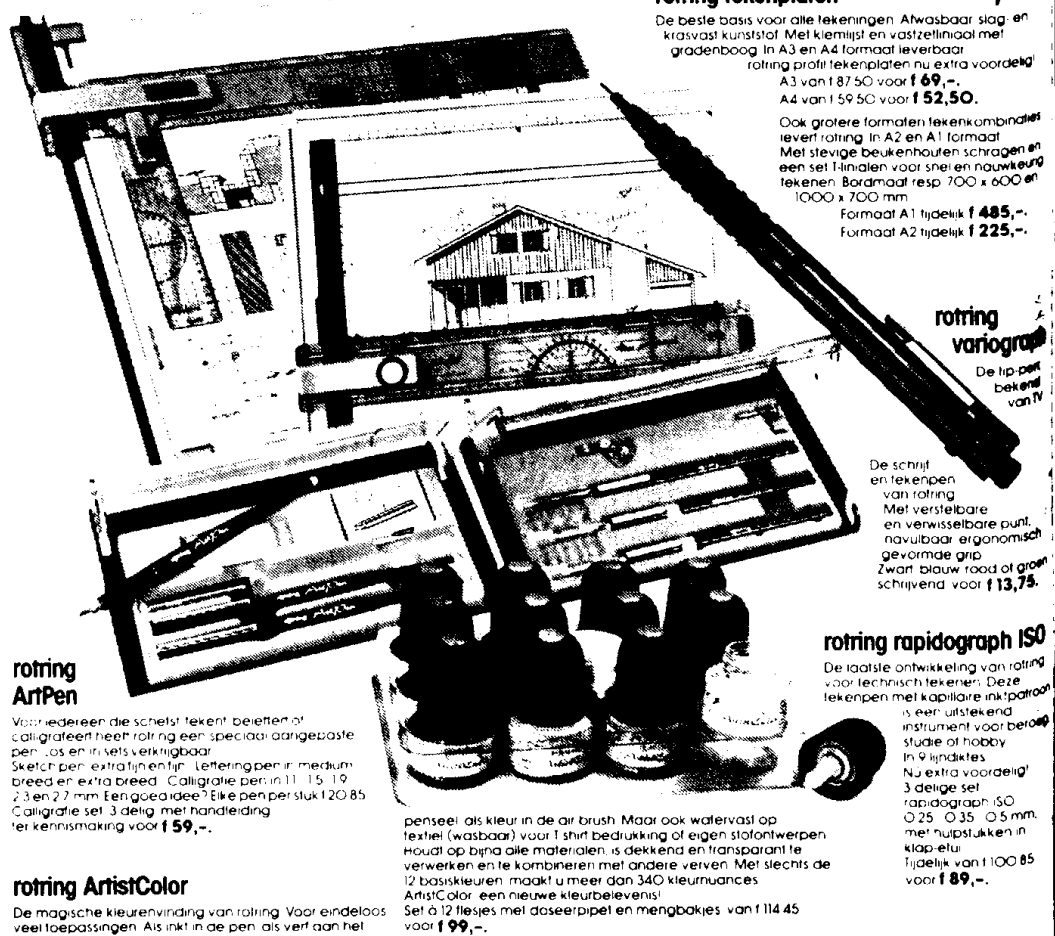 rotring tekenplaten
De beste basis voor alle tekeningen Afwasbaar slag- en
krasvast kunststof Met klemlijst en vastzetliniaal met
gradenboog In A3 en A4 formaat leverbaar
rotring profil tekenplaten nu extra voordelig!
A3 van f 87 50 voor f 69,-.
A4 van f 59 50 voor f 52,50.
Ook grotere formaten tekenkombinaties
levert rotring In A2 en A1 formaat
Met stevige beukenhouten schragen en
een set T-linialen voor snel en nauwkeurig
tekenen Bordmaat resp 700 x 600 en
1000 x 700 mm
Formaat A1 tijdelijk f 485,-.
Formaat A2 tijdelijk f 225,-.
rotring
variograph
De tip-pen
bekend
van TV
De schrijf
en tekenpen
van rotring
Met verstelbare
en verwisselbare punt,
navulbaar ergonomisch
gevormde grip
Zwart blauw rood of groen
schrijvend voor f 13,75.
rotring rapidograph ISO
De laatste ontwikkeling van rotring
voor technisch tekenen Deze
tekenpen met kapillaire inktpatroon
is een uitstekend
instrument voor beroep
studie of hobby
In 9 lijndiktes
Nu extra voordelig!
3 delige set
rapidograph ISO
0 25 0 35 0 5 mm,
met hulpstukken in
klap-etui
Tijdelijk van f 100 85
voor f 89,-.
rotring
ArtPen
Voor iedereen die schetst tekent belettert of
calligrafeert heeft rotring een speciaal aangepaste
pen Los en in sets verkrijgbaar
Sketch pen extra fijn en fijn Lettering pen in medium
breed en extra breed Calligrafie pen in 1 1 1 5 1 9
2 3 en 2 7 mm Een goed idee? Elke pen per stuk f 20 85
Calligrafie set 3 delig met handleiding
ter kennismaking voor f 59,-.
rotring ArtistColor
De magische kleurenvinding van rotring Voor eindeloos
veel toepassingen Als inkt in de pen als verf aan het
penseel als kleur in de air brush Maar ook watervast op
textiel (wasbaar) voor T shirt bedrukking of eigen stofontwerpen
Houdt op bijna alle materialen is dekkend en transparant te
verwerken en te kombineren met andere verven Met slechts de
12 basiskleuren maakt u meer dan 340 kleurnuances
ArtistColor een nieuwe kleurbelevenis!
Set à 12 flesjes met doseerpipet en mengbakjes van f 114 45
voor f 99,-.